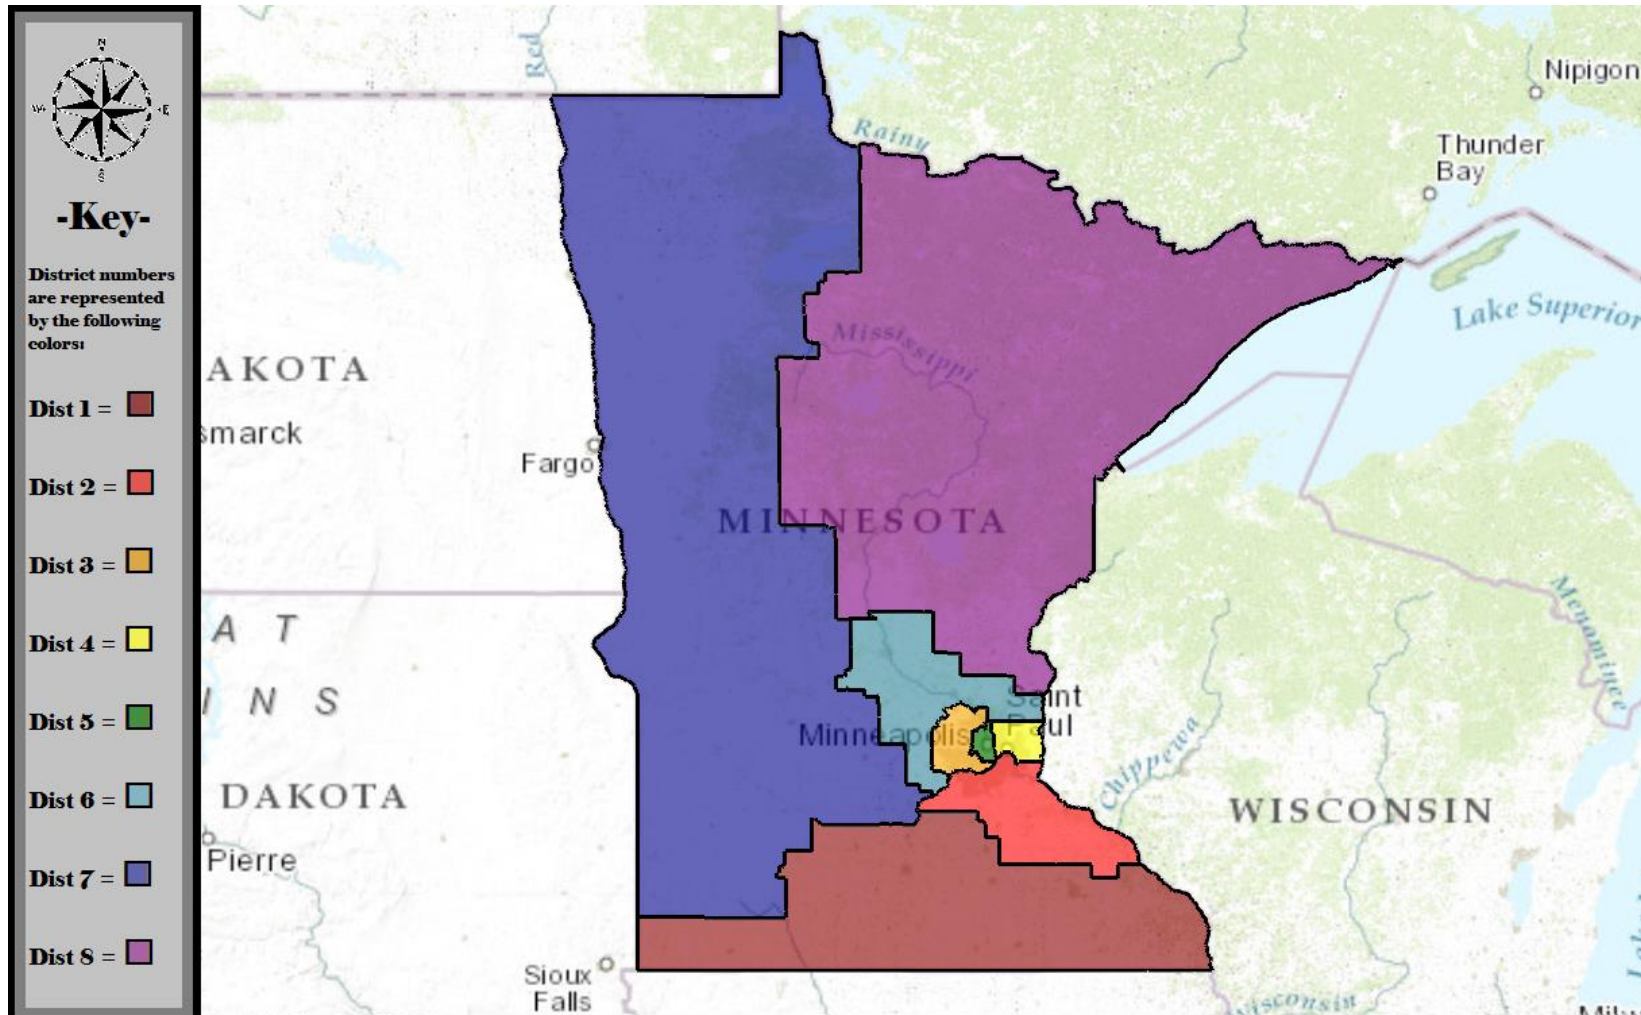 N
W
E
S
-Key-
District numbers
are represented
by the following
colors:
Dist 1 =
Dist 2 =
Dist 3 =
Dist 4 =
Dist 5 =
Dist 6 =
Dist 7 =
Dist 8 =
Red
Nipigon
Rainy
Thunder
Bay
Lake Superior
Mississippi
AKOTA
smarck
Fargo
MINNESOTA
A T
I N S
Menominee
Saint
Paul
Minneapolis
Chippewa
DAKOTA
WISCONSIN
Pierre
Sioux
Falls
Wisconsin